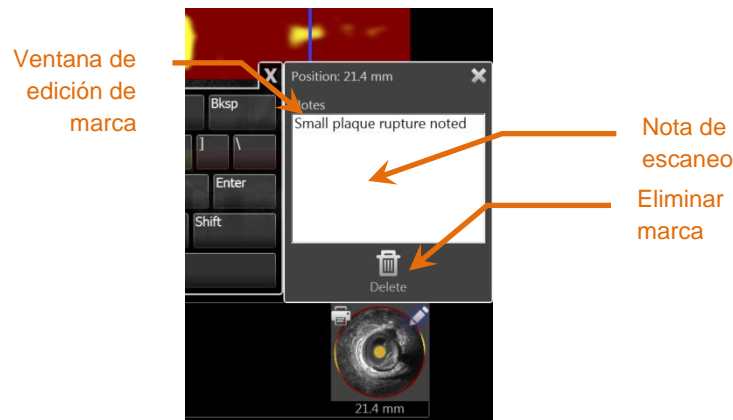 Ventana de
edición de
marca
X
Position: 21.4 mm
Notes
Small plaque rupture noted
Bksp
] \
Enter
Shift
Delete
21.4 mm
Nota de
escaneo
Eliminar
marca